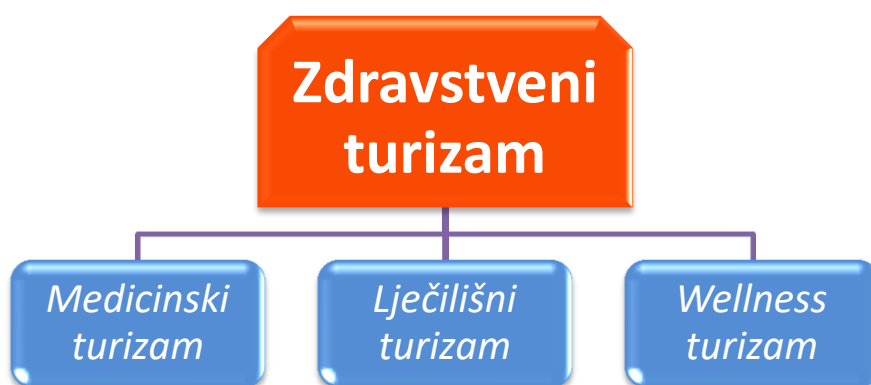 Zdravstveni
turizam
Medicinski
turizam
Lječilišni
turizam
Wellness
turizam